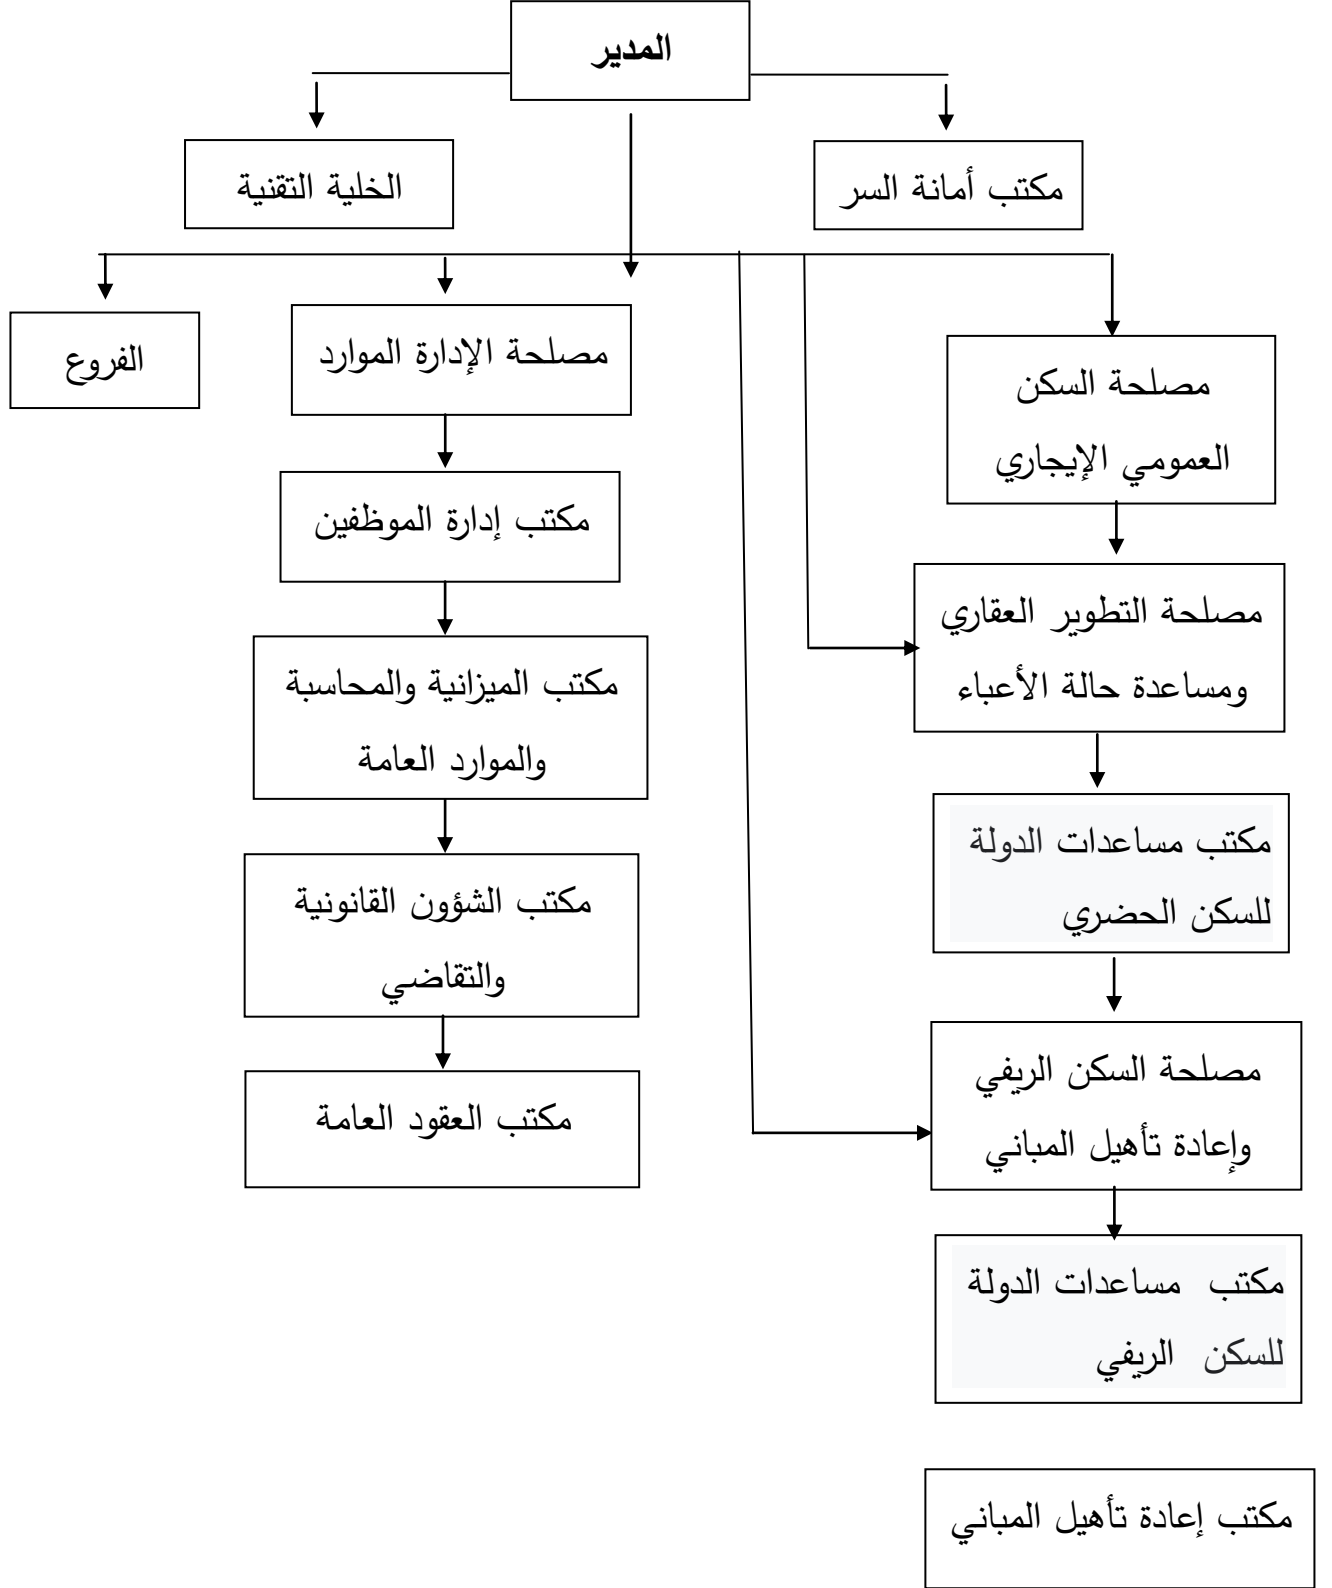 المدير
مكتب أمانة السر
الخلية التقنية
مصلحة السكن
العمومي الإيجاري
مصلحة التطوير العقاري
ومساعدة حالة الأعباء
مكتب مساعدات الدولة
للسكن الحضري
مصلحة السكن الريفي
وإعادة تأهيل المباني
مكتب مساعدات الدولة
للسكن الريفي
مكتب إعادة تأهيل المباني
مصلحة الإدارة الموارد
مكتب إدارة الموظفين
مكتب الميزانية والمحاسبة
والموارد العامة
مكتب الشؤون القانونية
والتقاضي
مكتب العقود العامة
الفروع